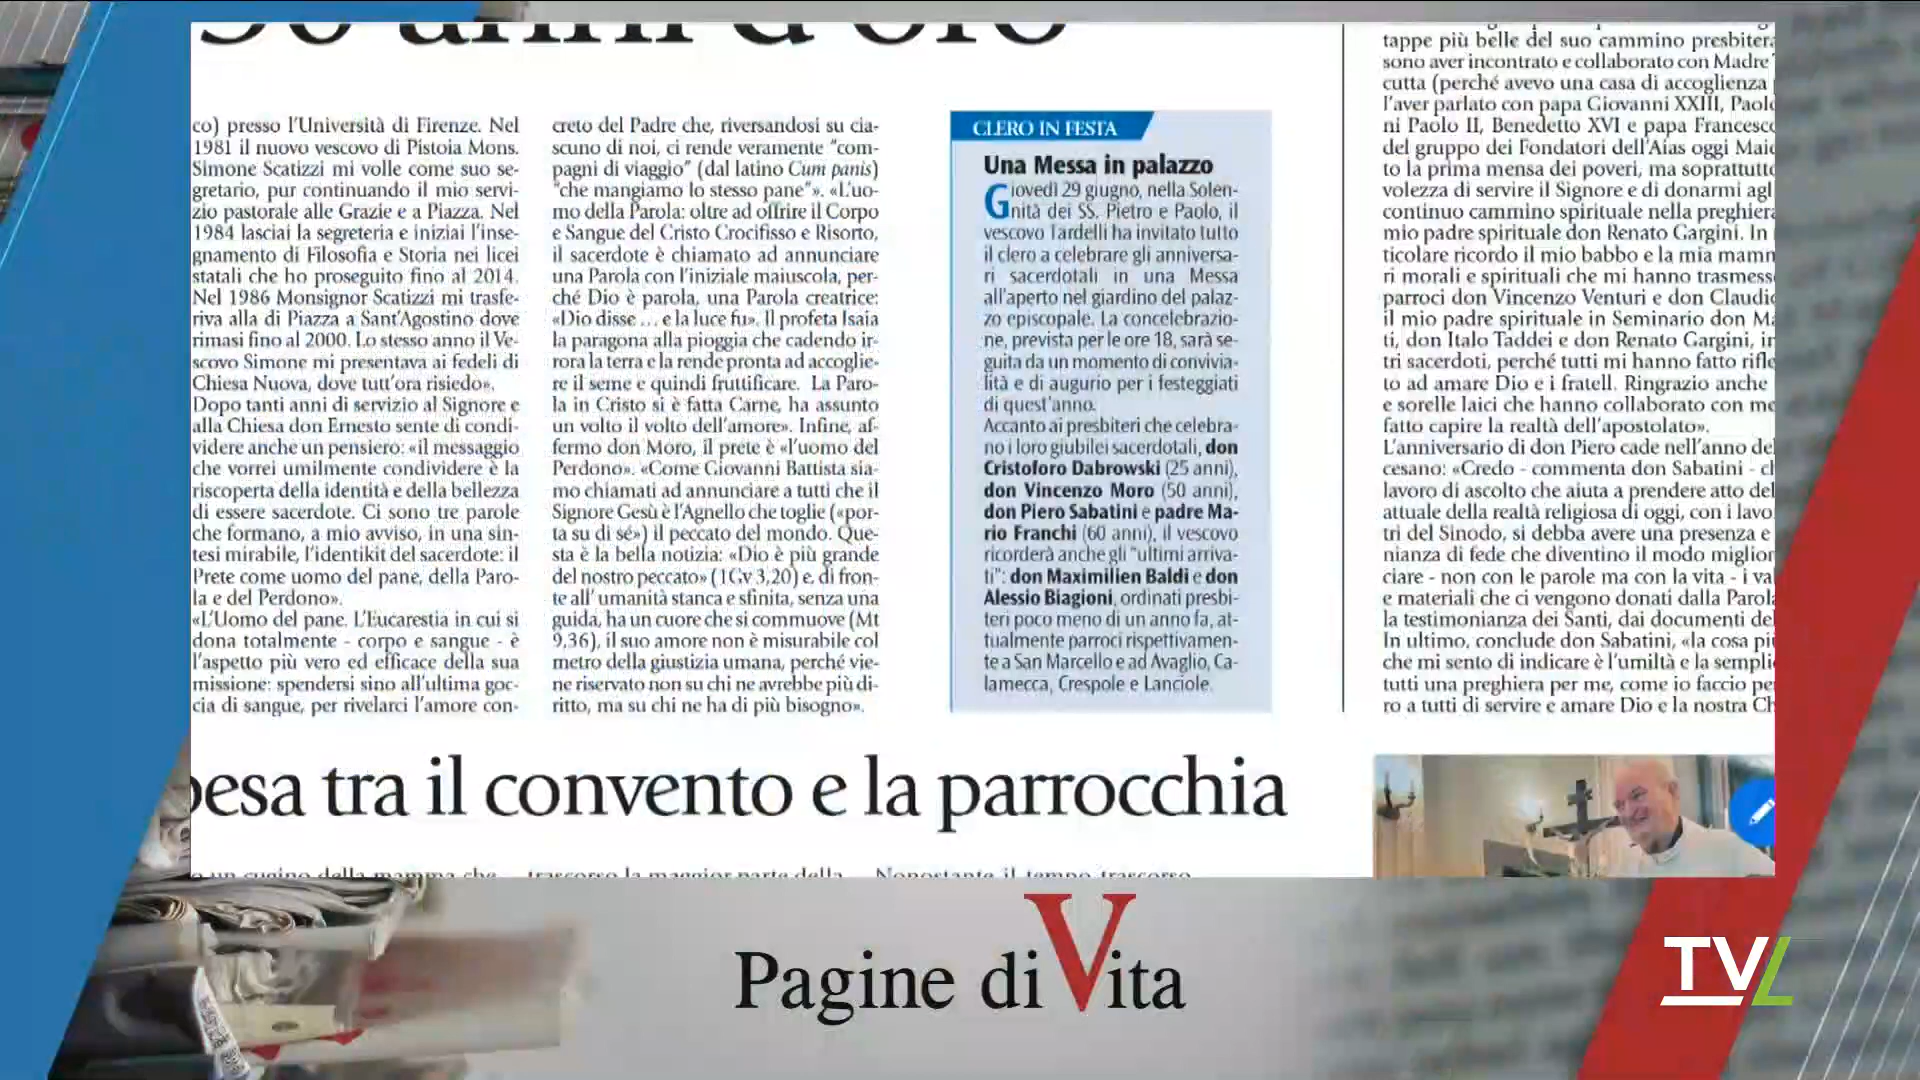 50 anni d'oro
co) presso l'Università di Firenze. Nel
1981 il nuovo vescovo di Pistoia Mons.
Simone Scatizzi mi volle come suo se-
gretario, pur continuando il mio servi-
zio pastorale alle Grazie e a Piazza. Nel
1984 lasciai la segreteria e iniziai l'inse-
gnamento di Filosofia e Storia nei licei
statali che ho proseguito fino al 2014.
Nel 1986 Monsignor Scatizzi mi trasfe-
riva alla di Piazza a Sant'Agostino dove
rimasi fino al 2000. Lo stesso anno il Ve-
scovo Simone mi presentava ai fedeli di
Chiesa Nuova, dove tutt'ora risiedo».
Dopo tanti anni di servizio al Signore e
alla Chiesa don Ernesto sente di condi-
videre anche un pensiero: «il messaggio
che vorrei umilmente condividere è la
riscoperta della identità e della bellezza
di essere sacerdote. Ci sono tre parole
che formano, a mio avviso, in una sin-
tesi mirabile, l'identikit del sacerdote: il
Prete come uomo del pane, della Paro-
la e del Perdono».
«L'Uomo del pane. L'Eucarestia in cui si
dona totalmente - corpo e sangue - è
l'aspetto più vero ed efficace della sua
missione: spendersi sino all'ultima goc-
cia di sangue, per rivelarci l'amore con-
creto del Padre che, riversandosi su cia-
scuno di noi, ci rende veramente "com-
pagni di viaggio" (dal latino Cum panis)
"che mangiamo lo stesso pane"». «L'uo-
mo della Parola: oltre ad offrire il Corpo
e Sangue del Cristo Crocifisso e Risorto,
il sacerdote è chiamato ad annunciare
una Parola con l'iniziale maiuscola, per-
ché Dio è parola, una Parola creatrice:
«Dio disse ... e la luce fu». Il profeta Isaia
la paragona alla pioggia che cadendo ir-
rora la terra e la rende pronta ad accoglie-
re il seme e quindi fruttificare. La Paro-
la in Cristo si è fatta Carne, ha assunto
un volto il volto dell'amore». Infine, af-
fermo don Moro, il prete è «l'uomo del
Perdono». «Come Giovanni Battista sia-
mo chiamati ad annunciare a tutti che il
Signore Gesù è l'Agnello che toglie («por-
ta su di sé») il peccato del mondo. Que-
sta è la bella notizia: «Dio è più grande
del nostro peccato» (1Gv 3,20) e, di fron-
te all' umanità stanca e sfinita, senza una
guida, ha un cuore che si commuove (Mt
9,36), il suo amore non è misurabile col
metro della giustizia umana, perché vie-
ne riservato non su chi ne avrebbe più di-
ritto, ma su chi ne ha di più bisogno».
CLERO IN FESTA
Una Messa in palazzo
Giovedì 29 giugno, nella Solen-
nità dei SS. Pietro e Paolo, il
vescovo Tardelli ha invitato tutto
il clero a celebrare gli anniversa-
ri sacerdotali in una Messa
all'aperto nel giardino del palaz-
zo episcopale. La concelebrazio-
ne, prevista per le ore 18, sarà se-
guita da un momento di convivia-
lità e di augurio per i festeggiati
di quest'anno.
Accanto ai presbiteri che celebra-
no i loro giubilei sacerdotali, don
Cristoforo Dabrowski (25 anni),
don Vincenzo Moro (50 anni),
don Piero Sabatini e padre Ma-
rio Franchi (60 anni), il vescovo
ricorderà anche gli "ultimi arriva-
ti": don Maximilien Baldi e don
Alessio Biagioni, ordinati presbi-
teri poco meno di un anno fa, at-
tualmente parroci rispettivamen-
te a San Marcello e ad Avaglio, Ca-
lamecca, Crespole e Lanciole.
tappe più belle del suo cammino presbiter
sono aver incontrato e collaborato con Madre
cutta (perché avevo una casa di accoglienza
l'aver parlato con papa Giovanni XXIII, Paol
ni Paolo II, Benedetto XVI e papa Francesc
del gruppo dei Fondatori dell'Aias oggi Mai
to la prima mensa dei poveri, ma soprattutt
volezza di servire il Signore e di donarmi agl
continuo cammino spirituale nella preghier
mio padre spirituale don Renato Gargini. In
ticolare ricordo il mio babbo e la mia mamm
ri morali e spirituali che mi hanno trasmess
parroci don Vincenzo Venturi e don Claudi
il mio padre spirituale in Seminario don M
ti, don Italo Taddei e don Renato Gargini, in
tri sacerdoti, perché tutti mi hanno fatto rifle
to ad amare Dio e i fratell. Ringrazio anche
e sorelle laici che hanno collaborato con me
fatto capire la realtà dell'apostolato».
L'anniversario di don Piero cade nell'anno de
cesano: «Credo - commenta don Sabatini - ch
lavoro di ascolto che aiuta a prendere atto del
attuale della realtà religiosa di oggi, con i lavo
tri del Sinodo, si debba avere una presenza e
nianza di fede che diventino il modo miglior
ciare - non con le parole ma con la vita - i va
e materiali che ci vengono donati dalla Parol
la testimonianza dei Santi, dai documenti de
In ultimo, conclude don Sabatini, «la cosa pi
che mi sento di indicare è l'umiltà e la sempli
tutti una preghiera per me, come io faccio pe
ro a tutti di servire e amare Dio e la nostra Ch
pesa tra il convento e la parrocchia
o un cugino della mamma che
trascorso la maggior parte della
Nonostante il tempo trascorso
Pagine di Vita
TVL